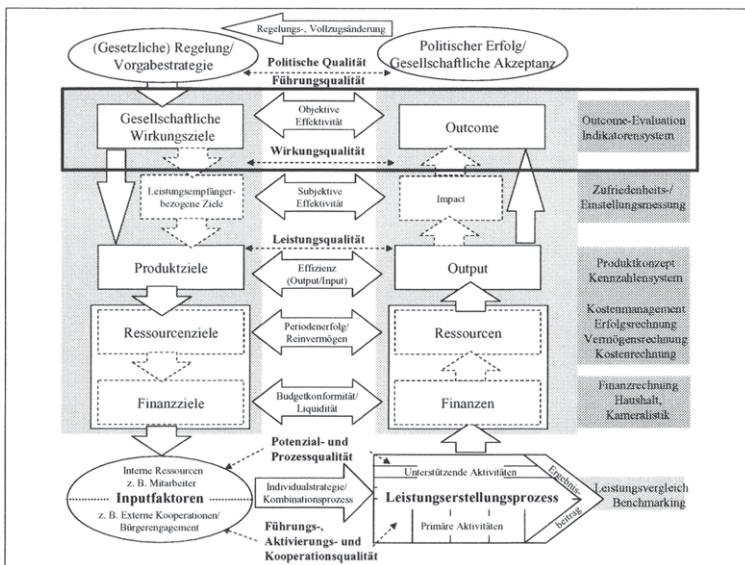 Regelungs-, Vollzugsänderung
(Gesetzliche) Regelung/
Vorgabestrategie
Politischer Erfolg/
Gesellschaftliche Akzeptanz
Politische Qualität
Führungsqualität
Gesellschaftliche
Wirkungsziele
Objektive
Effektivität
Outcome
Outcome-Evaluation
Indikatorensystem
Wirkungsqualität
Leistungsempfänger-
bezogene Ziele
Subjektive
Effektivität
Impact
Zufriedenheits-/
Einstellungsmessung
Leistungsqualität
Produktziele
Effizienz
(Output/Input)
Output
Produktkonzept
Kennzahlensystem
Ressourcenziele
Periodenerfolg/
Reinvermögen
Ressourcen
Kostenmanagement
Erfolgsrechnung
Vermögensrechnung
Kostenrechnung
Finanzziele
Budgetkonformität/
Liquidität
Finanzen
Finanzrechnung
Haushalt,
Kameralistik
Potenzial- und
Prozessqualität
Interne Ressourcen
z. B. Mitarbeiter
Inputfaktoren
z. B. Externe Kooperationen/
Bürgerengagement
Individualstrategie/
Kombinationsprozess
Unterstützende Aktivitäten
Leistungserstellungsprozess
Primäre Aktivitäten
Ergebnis-
beitrag
Leistungsvergleich
Benchmarking
Führungs-,
Aktivierungs- und
Kooperationsqualität